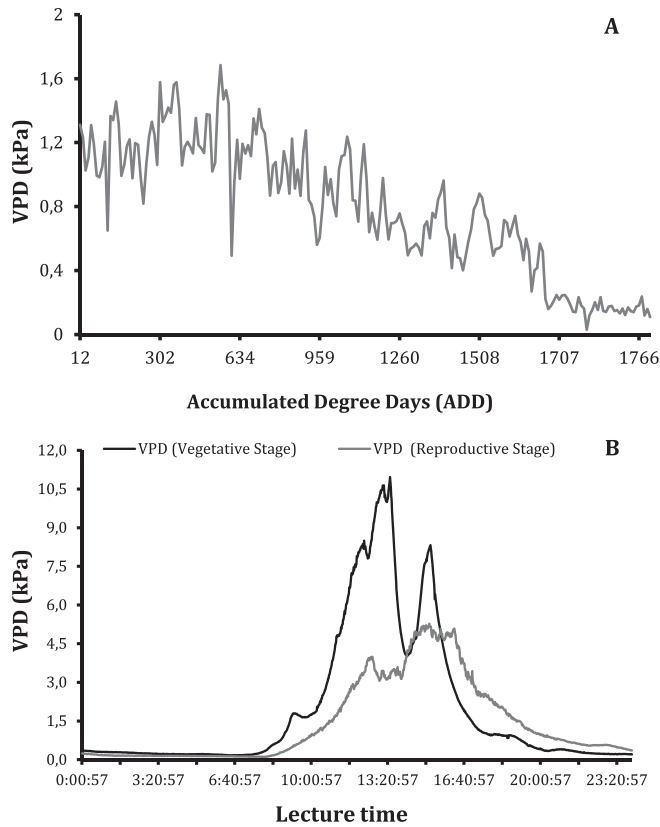 A
2
1,6
1,2
0,8
0,4
0
VPD (kPa)
12 302 634 959 1260 1508 1707 1766
Accumulated Degree Days (ADD)
VPD (Vegetative Stage) VPD (Reproductive Stage) B
12,0
10,5
9,0
7,5
6,0
4,5
3,0
1,5
0,0
VPD (kPa)
0:00:57 3:20:57 6:40:57 10:00:57 13:20:57 16:40:57 20:00:57 23:20:57
Lecture time